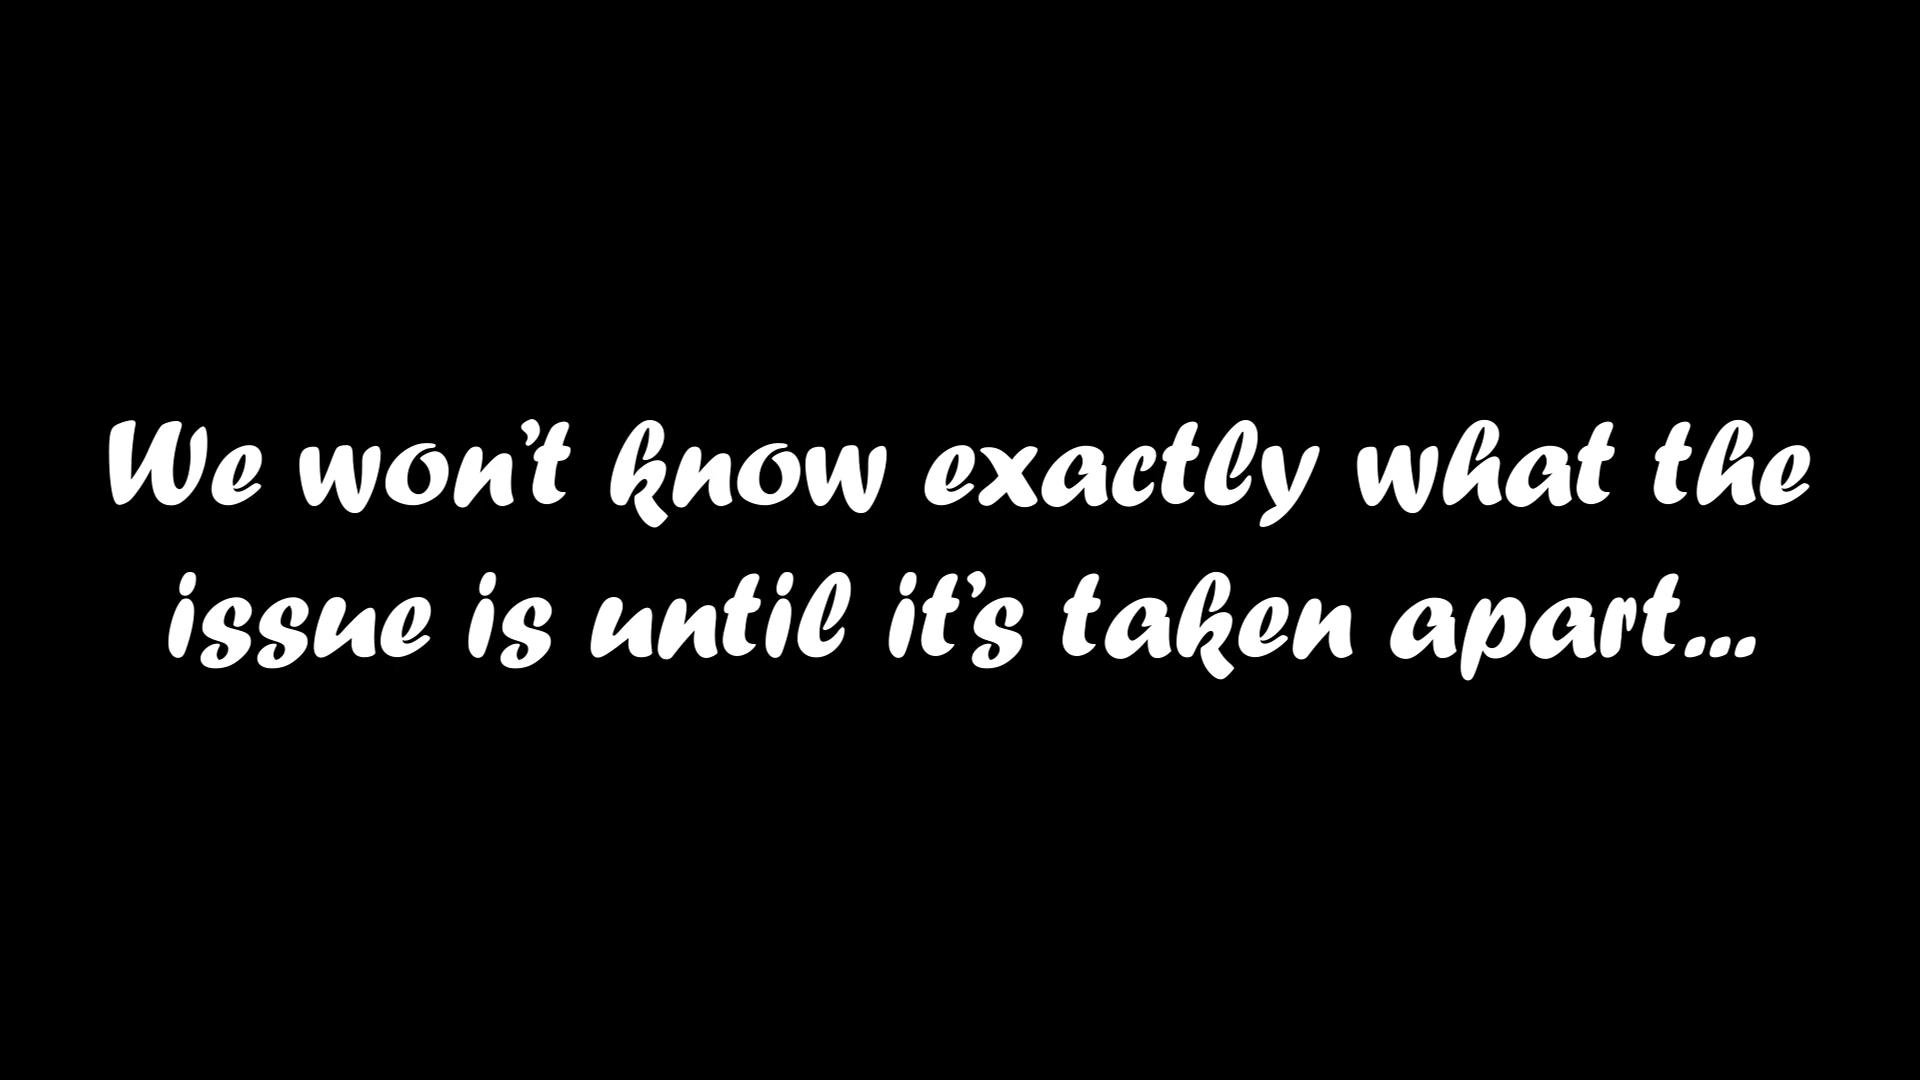 We won’t know exactly what the
issue is until it’s taken apart...